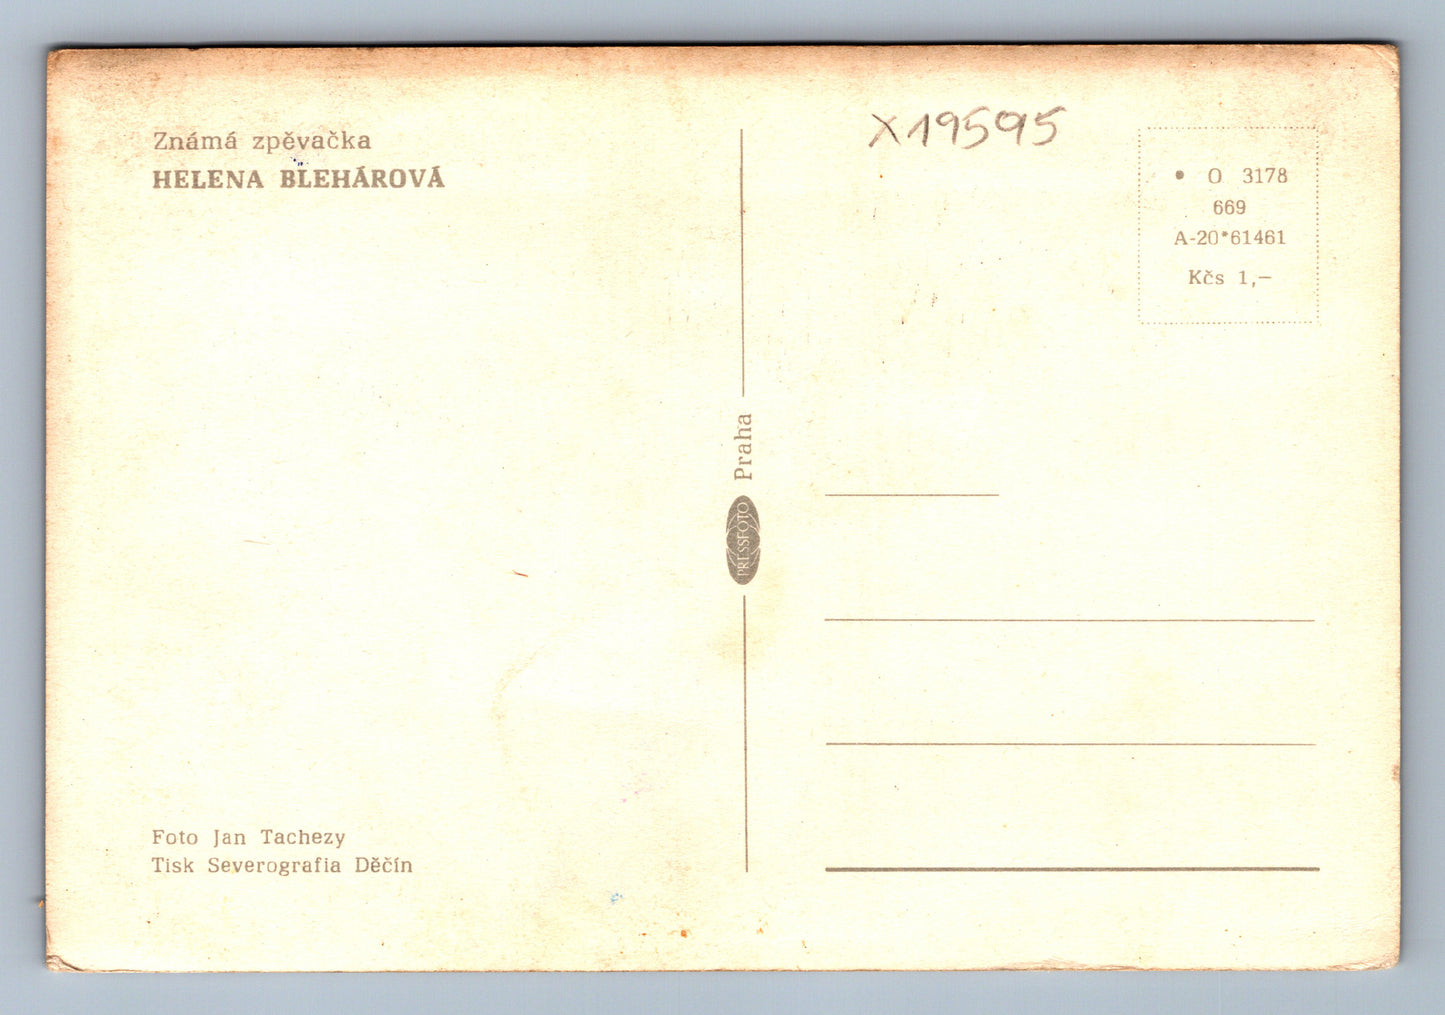 Známá zpěvačka
HELENA BLEHÁROVÁ
Foto Jan Tachezy
Tisk Severografia Děčín
PRESSFOTO Praha
X19595
• O 3178
669
A-20*61461
Kčs 1,—